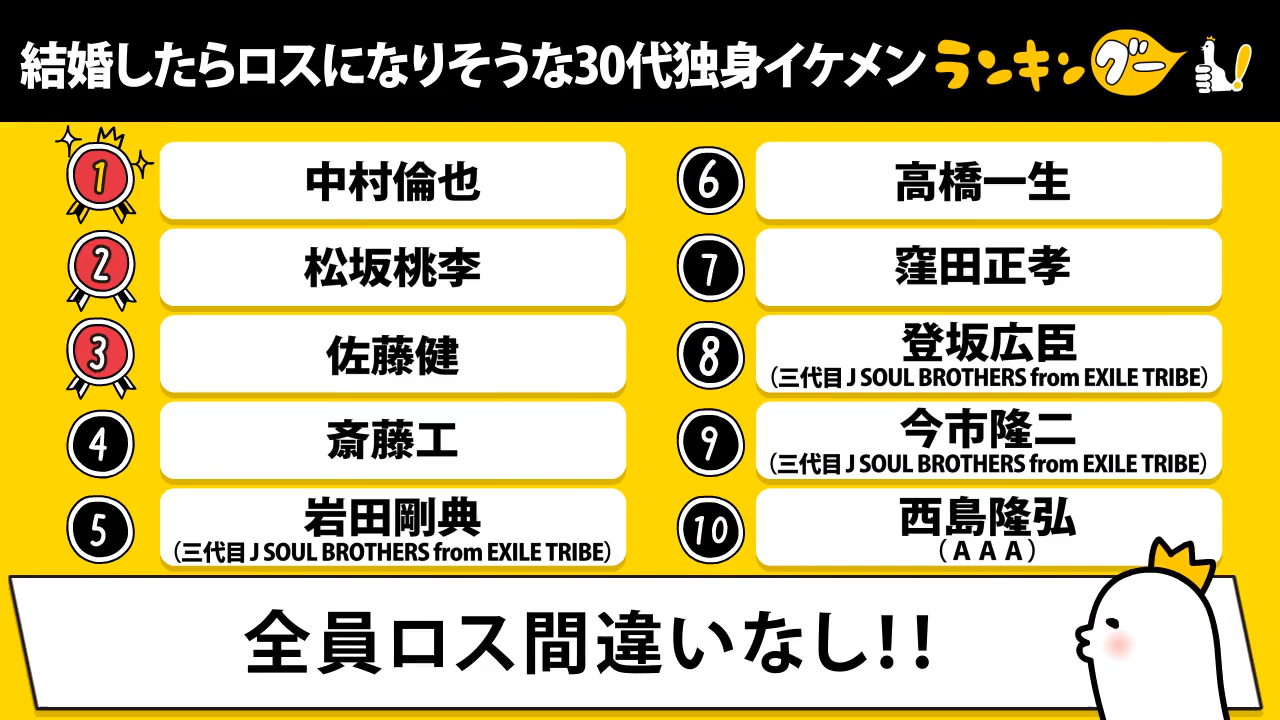 結婚したらロスになりそうな30代独身イケメン ランキングー!
1 中村倫也
2 松坂桃李
3 佐藤健
4 斎藤工
5 岩田剛典
（三代目 J SOUL BROTHERS from EXILE TRIBE）
6 高橋一生
7 窪田正孝
8 登坂広臣
（三代目 J SOUL BROTHERS from EXILE TRIBE）
9 今市隆二
（三代目 J SOUL BROTHERS from EXILE TRIBE）
10 西島隆弘
（ＡＡＡ）
全員ロス間違いなし!!